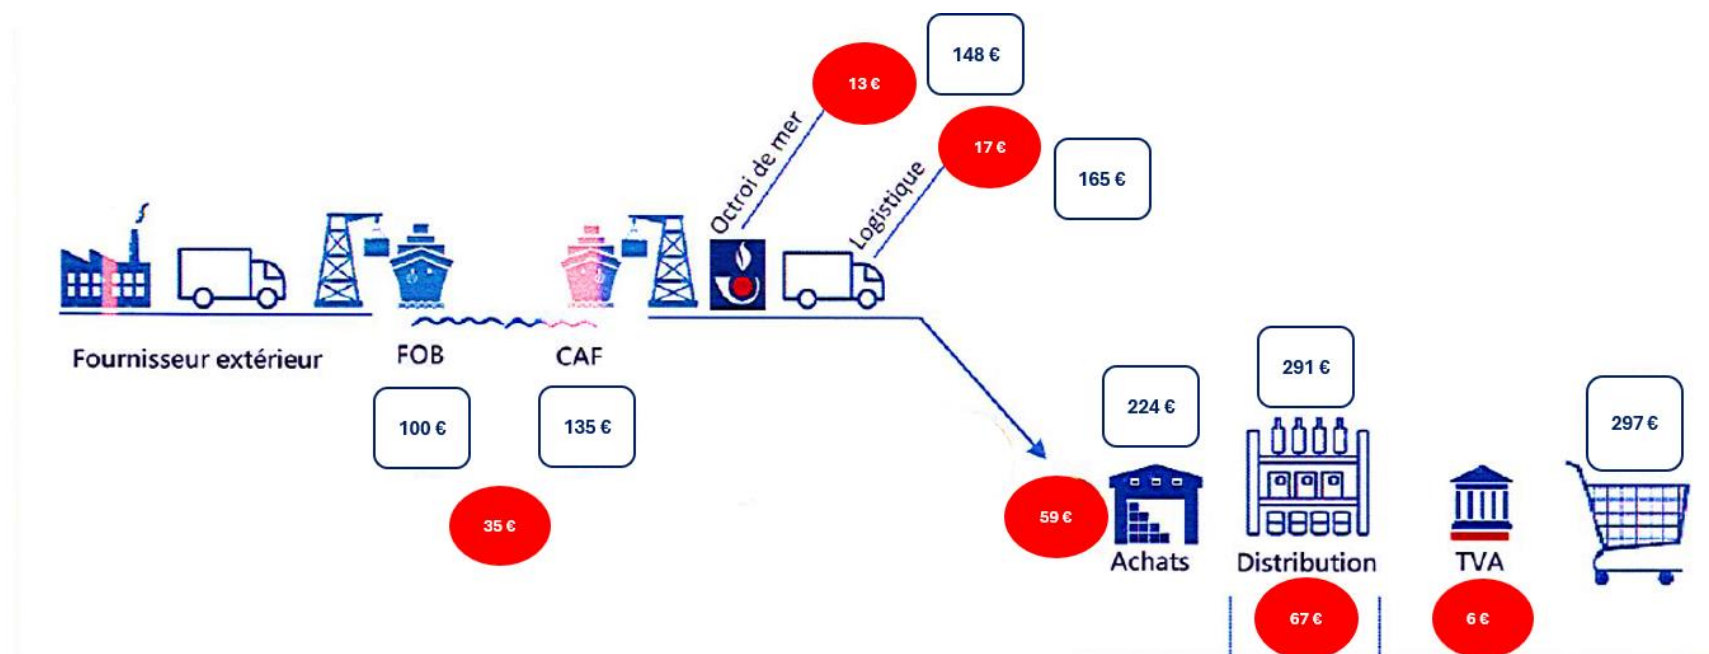 148 €
13 €
Octroi de mer
17 €
Logistique
165 €
Fournisseur extérieur
FOB
CAF
100 €
135 €
35 €
291 €
224 €
297 €
59 €
Achats
Distribution
TVA
67 €
6 €